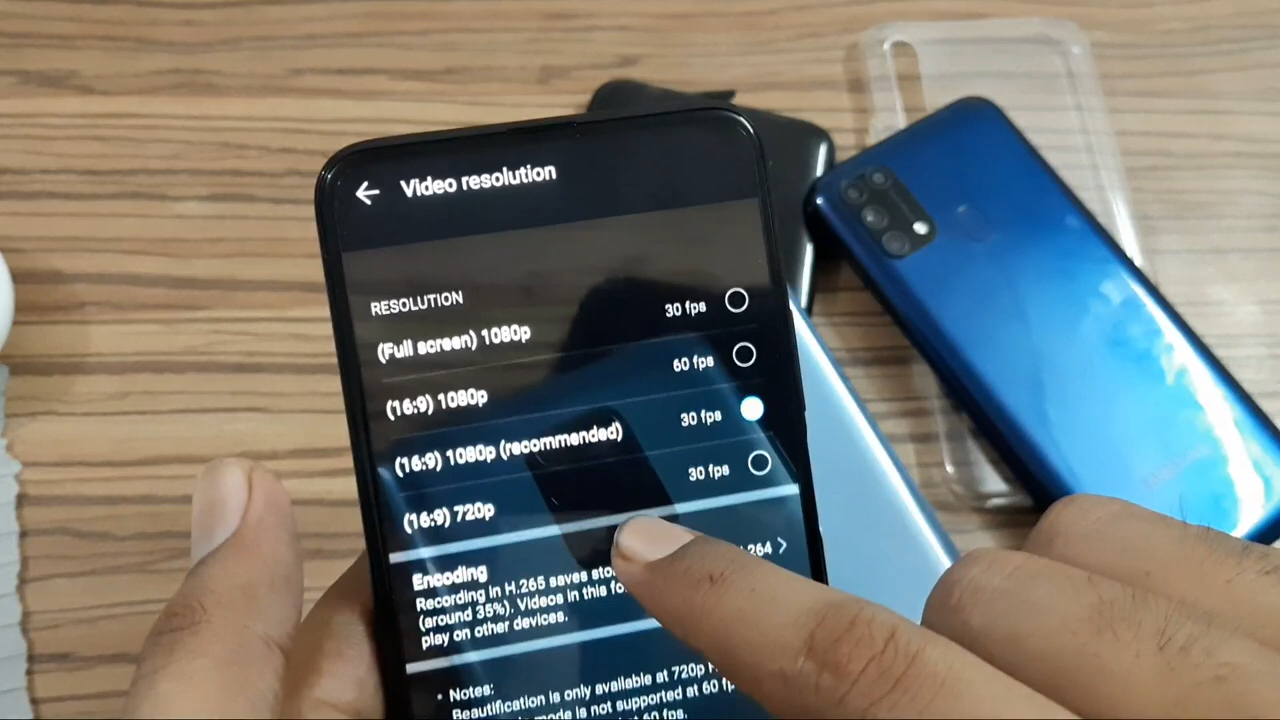 Video resolution
RESOLUTION
(Full screen) 1080p 30 fps
(16:9) 1080p 60 fps
(16:9) 1080p (recommended) 30 fps
(16:9) 720p 30 fps
Encoding .264
Recording in H.265 saves
(around 35%). Videos in this
play on other devices.
• Notes:
Beautification is only available at 720p
mode is not supported at 60
at 60 fps.